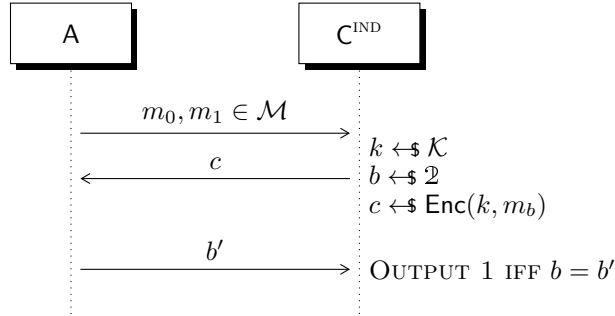 A
C^IND
m_0, m_1 ∈ ℳ
k ←$ 𝒦
c
b ←$ 𝟚
c ←$ Enc(k, m_b)
b′
OUTPUT 1 IFF b = b′